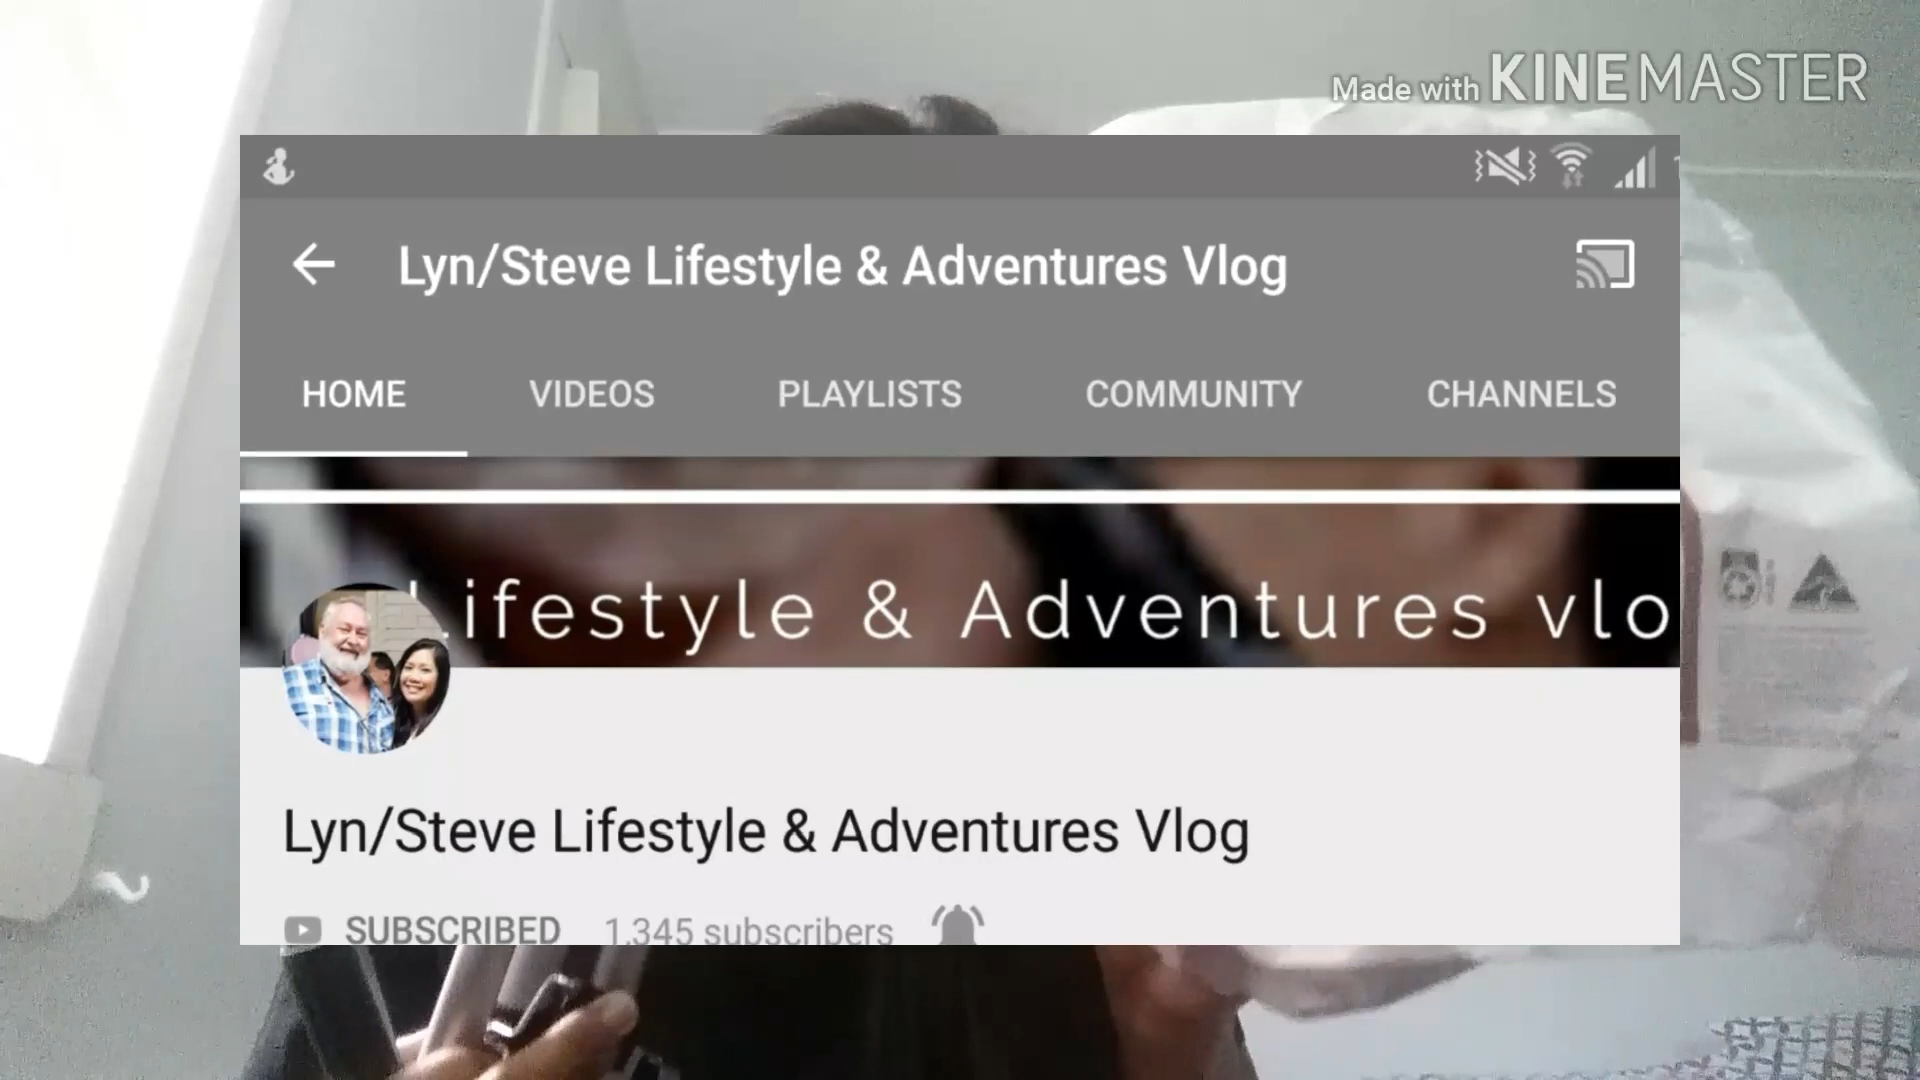 Made with KINEMASTER
Lyn/Steve Lifestyle & Adventures Vlog
HOME VIDEOS PLAYLISTS COMMUNITY CHANNELS
Lifestyle & Adventures vlo
Lyn/Steve Lifestyle & Adventures Vlog
SUBSCRIBED 1,345 subscribers